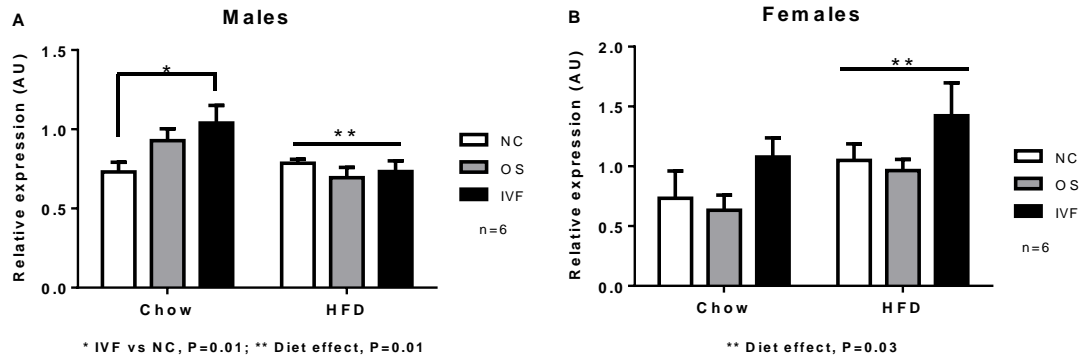 A
Males
Relative expression (AU)
1.5
1.0
0.5
0.0
*
**
Chow
HFD
NC
OS
IVF
n=6
* IVF vs NC, P=0.01; ** Diet effect, P=0.01
B
Females
Relative expression (AU)
2.0
1.5
1.0
0.5
0.0
**
Chow
HFD
NC
OS
IVF
n=6
** Diet effect, P=0.03